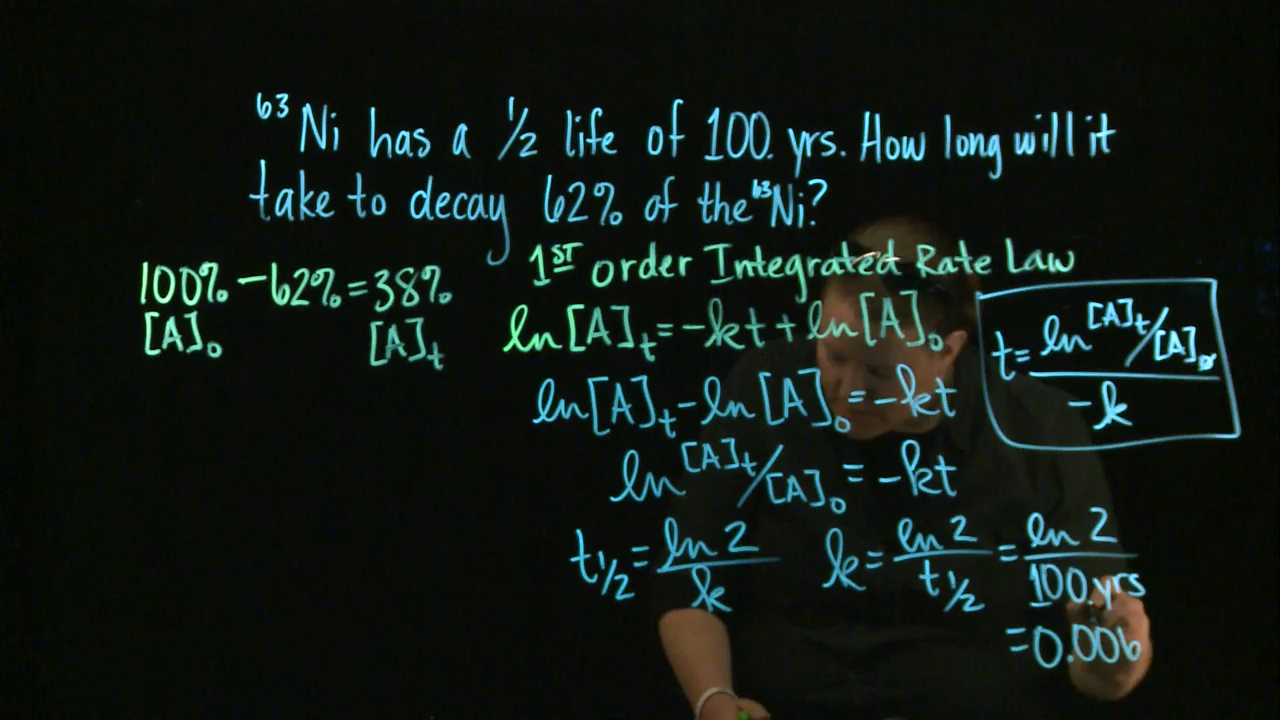 ⁶³Ni has a ½ life of 100. yrs. How long will it
take to decay 62% of the ⁶³Ni?
100% - 62% = 38%
[A]₀ [A]ₜ
1ST order Integrated Rate Law
ln[A]ₜ = -kt + ln[A]₀
ln[A]ₜ - ln[A]₀ = -kt
ln [A]ₜ/[A]₀ = -kt
t = ln [A]ₜ/[A]₀ / -k
t½ = ln 2 / k
k = ln 2 / t½ = ln 2 / 100. yrs
= 0.006